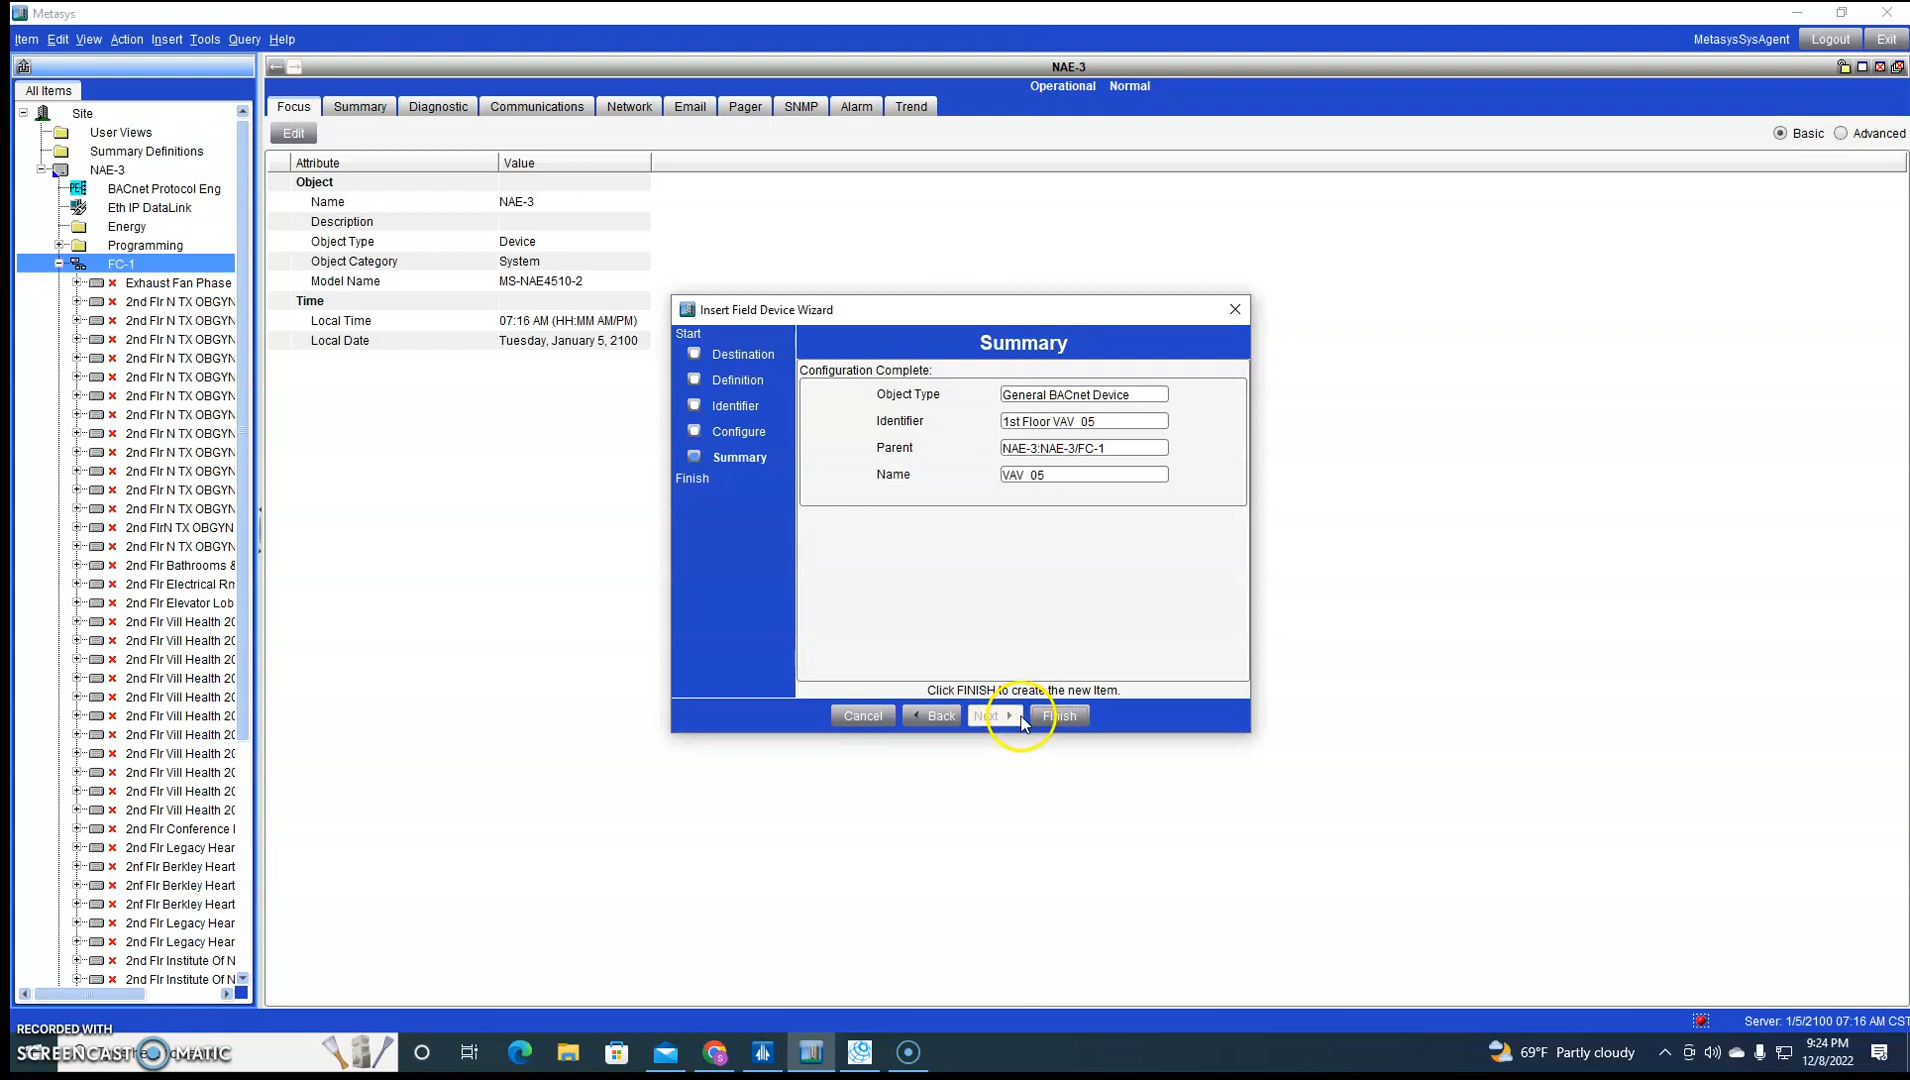 Metasys
Item Edit View Action Insert Tools Query Help
MetasysSysAgent Logout Exit
NAE-3
All Items
Operational Normal
Focus Summary Diagnostic Communications Network Email Pager SNMP Alarm Trend
Edit
Basic Advanced
Site
User Views
Summary Definitions
NAE-3
BACnet Protocol Eng
Eth IP DataLink
Energy
Programming
FC-1
Exhaust Fan Phase
2nd Flr N TX OBGYN
2nd Flr N TX OBGYN
2nd Flr N TX OBGYN
2nd Flr N TX OBGYN
2nd Flr N TX OBGYN
2nd Flr N TX OBGYN
2nd Flr N TX OBGYN
2nd Flr N TX OBGYN
2nd Flr N TX OBGYN
2nd Flr N TX OBGYN
2nd Flr N TX OBGYN
2nd Flr N TX OBGYN
2nd FlrN TX OBGYN
2nd Flr N TX OBGYN
2nd Flr Bathrooms &
2nd Flr Electrical Rm
2nd Flr Elevator Lob
2nd Flr Vill Health 20
2nd Flr Vill Health 20
2nd Flr Vill Health 20
2nd Flr Vill Health 20
2nd Flr Vill Health 20
2nd Flr Vill Health 20
2nd Flr Vill Health 20
2nd Flr Vill Health 20
2nd Flr Vill Health 20
2nd Flr Vill Health 20
2nd Flr Vill Health 20
2nd Flr Conference
2nd Flr Legacy Hear
2nf Flr Berkley Heart
2nf Flr Berkley Heart
2nf Flr Berkley Heart
2nd Flr Legacy Hear
2nd Flr Legacy Hear
2nd Flr Institute Of N
2nd Flr Institute Of N
Attribute Value
Object
Name NAE-3
Description
Object Type Device
Object Category System
Model Name MS-NAE4510-2
Time
Local Time 07:16 AM (HH:MM AM/PM)
Local Date Tuesday, January 5, 2100
Insert Field Device Wizard
Start
Destination
Definition
Identifier
Configure
Summary
Finish
Summary
Configuration Complete:
Object Type General BACnet Device
Identifier 1st Floor VAV 05
Parent NAE-3:NAE-3/FC-1
Name VAV 05
Click FINISH to create the new Item.
Cancel Back Next Finish
Server: 1/5/2100 07:16 AM CST
RECORDED WITH
SCREENCAST MATIC
69°F Partly cloudy
9:24 PM
12/8/2022